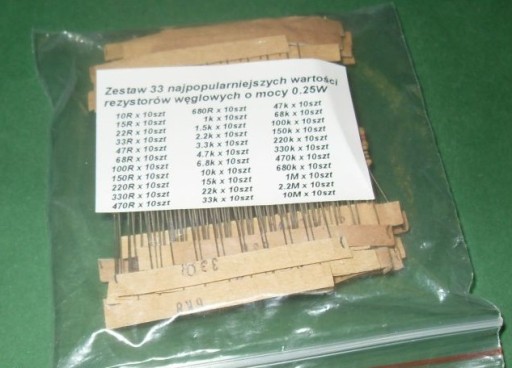 Zestaw 33 najpopularniejszych wartości
rezystorów węglowych o mocy 0.25W
10R x 10szt
15R x 10szt
22R x 10szt
33R x 10szt
47R x 10szt
68R x 10szt
100R x 10szt
150R x 10szt
220R x 10szt
330R x 10szt
470R x 10szt
680R x 10szt
1k x 10szt
1.5k x 10szt
2.2k x 10szt
3.3k x 10szt
4.7k x 10szt
6.8k x 10szt
10k x 10szt
15k x 10szt
22k x 10szt
33k x 10szt
47k x 10szt
68k x 10szt
100k x 10szt
150k x 10szt
220k x 10szt
330k x 10szt
470k x 10szt
680k x 10szt
1M x 10szt
2.2M x 10szt
10M x 10szt
330R
6k8